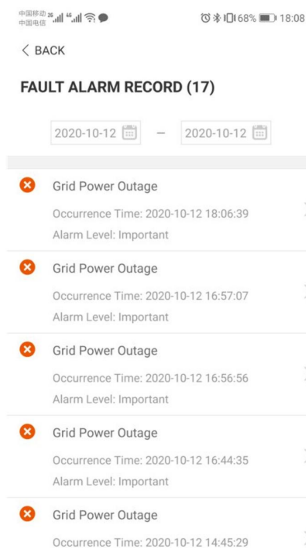 中国移动 26 46 68% 18:08
中国电信
BACK
FAULT ALARM RECORD (17)
2020-10-12 – 2020-10-12
Grid Power Outage
Occurrence Time: 2020-10-12 18:06:39
Alarm Level: Important
Grid Power Outage
Occurrence Time: 2020-10-12 16:57:07
Alarm Level: Important
Grid Power Outage
Occurrence Time: 2020-10-12 16:56:56
Alarm Level: Important
Grid Power Outage
Occurrence Time: 2020-10-12 16:44:35
Alarm Level: Important
Grid Power Outage
Occurrence Time: 2020-10-12 14:45:29